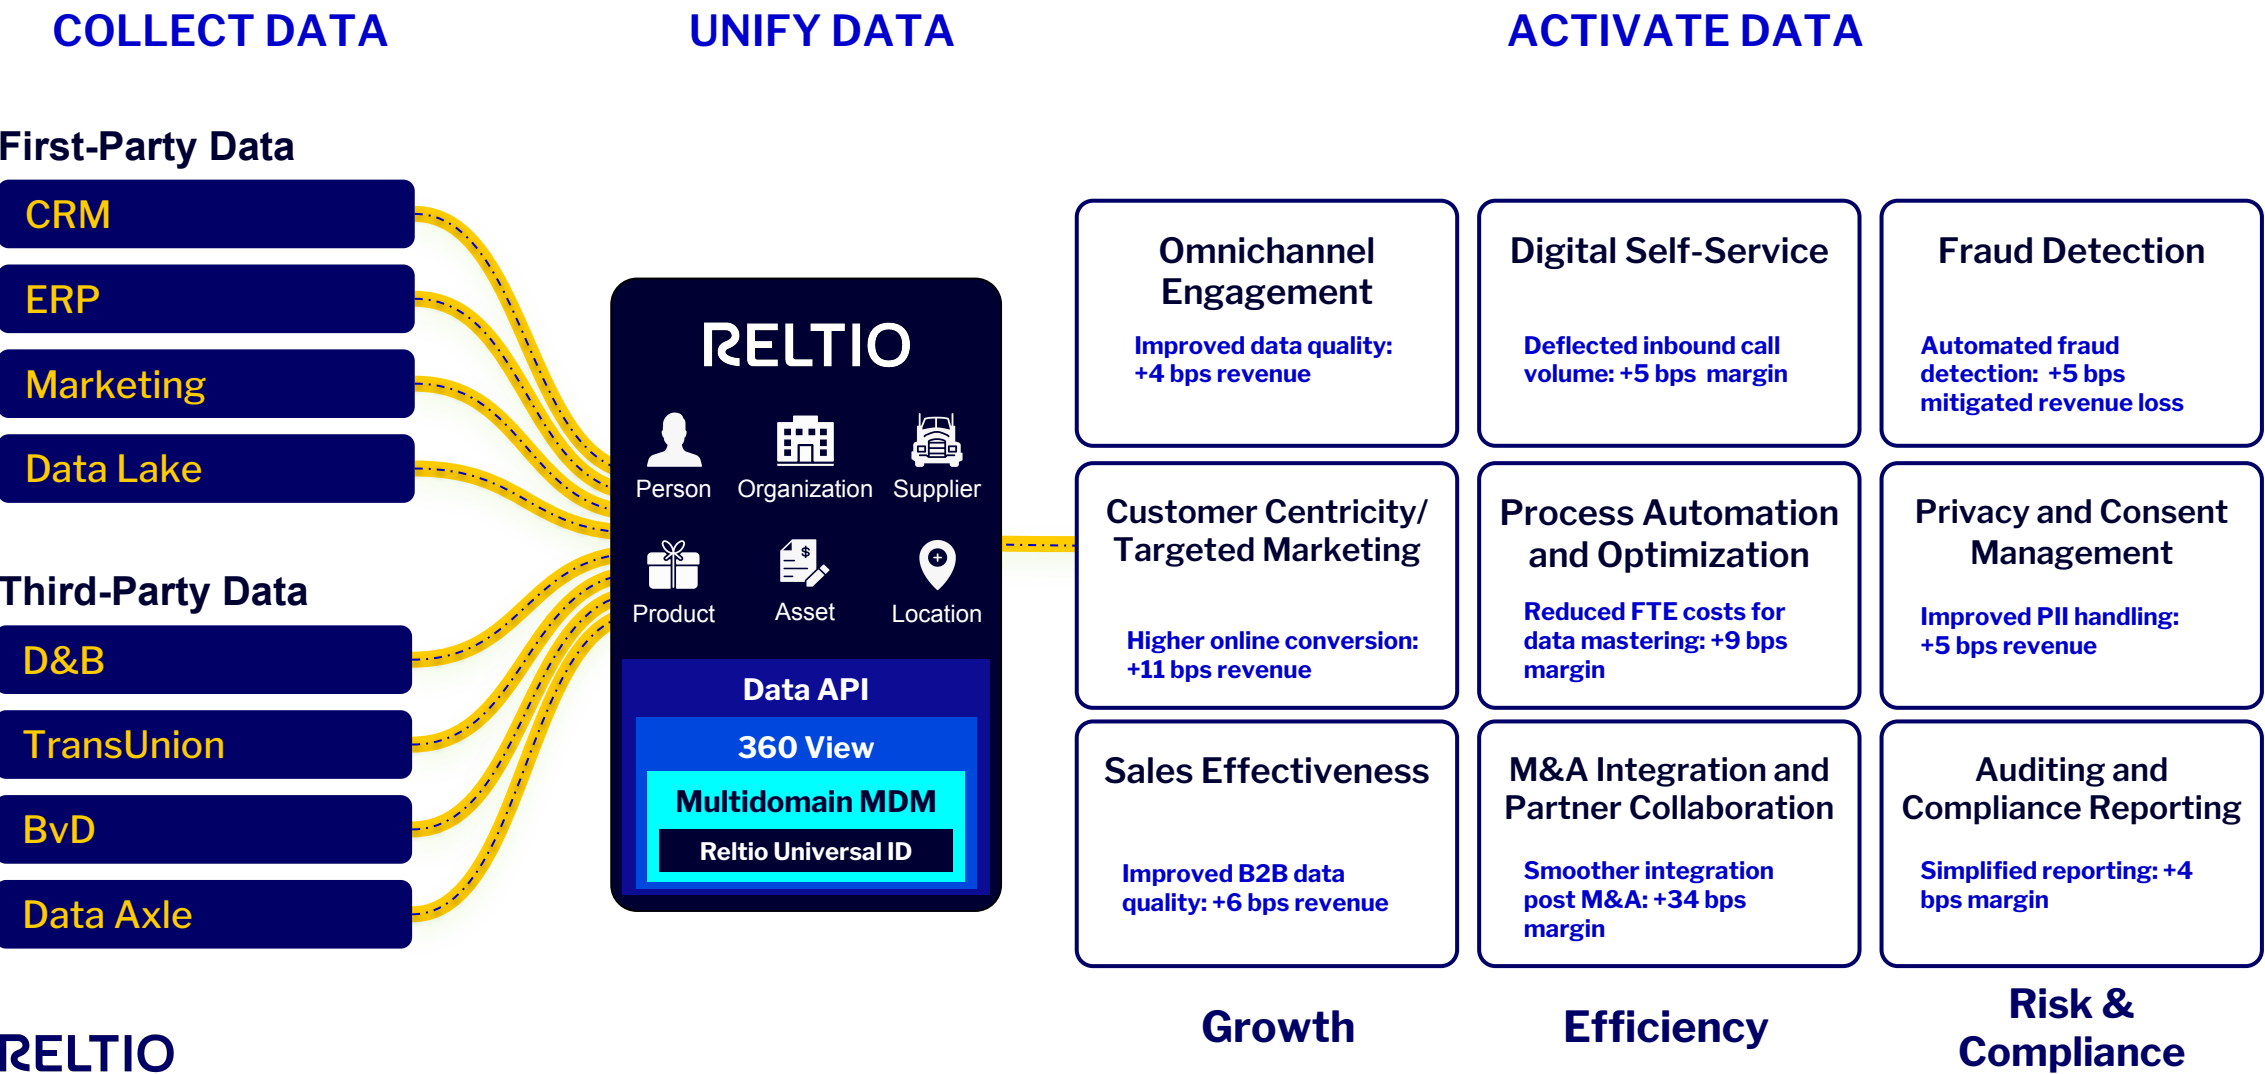 COLLECT DATA
UNIFY DATA
ACTIVATE DATA
First-Party Data
CRM
ERP
Marketing
Data Lake
Third-Party Data
D&B
TransUnion
BvD
Data Axle
RELTIO
RELTIO
Person
Organization
Supplier
$
Product
Asset
Location
Data API
360 View
Multidomain MDM
Reltio Universal ID
Omnichannel
Engagement
Improved data quality:
+4 bps revenue
Customer Centricity/
Targeted Marketing
Higher online conversion:
+11 bps revenue
Sales Effectiveness
Improved B2B data
quality: +6 bps revenue
Growth
Digital Self-Service
Deflected inbound call
volume: +5 bps  margin
Process Automation
and Optimization
Reduced FTE costs for
data mastering: +9 bps
margin
M&A Integration and
Partner Collaboration
Smoother integration
post M&A: +34 bps
margin
Efficiency
Fraud Detection
Automated fraud
detection:  +5 bps
mitigated revenue loss
Privacy and Consent
Management
Improved PII handling:
+5 bps revenue
Auditing and
Compliance Reporting
Simplified reporting: +4
bps margin
Risk &
Compliance